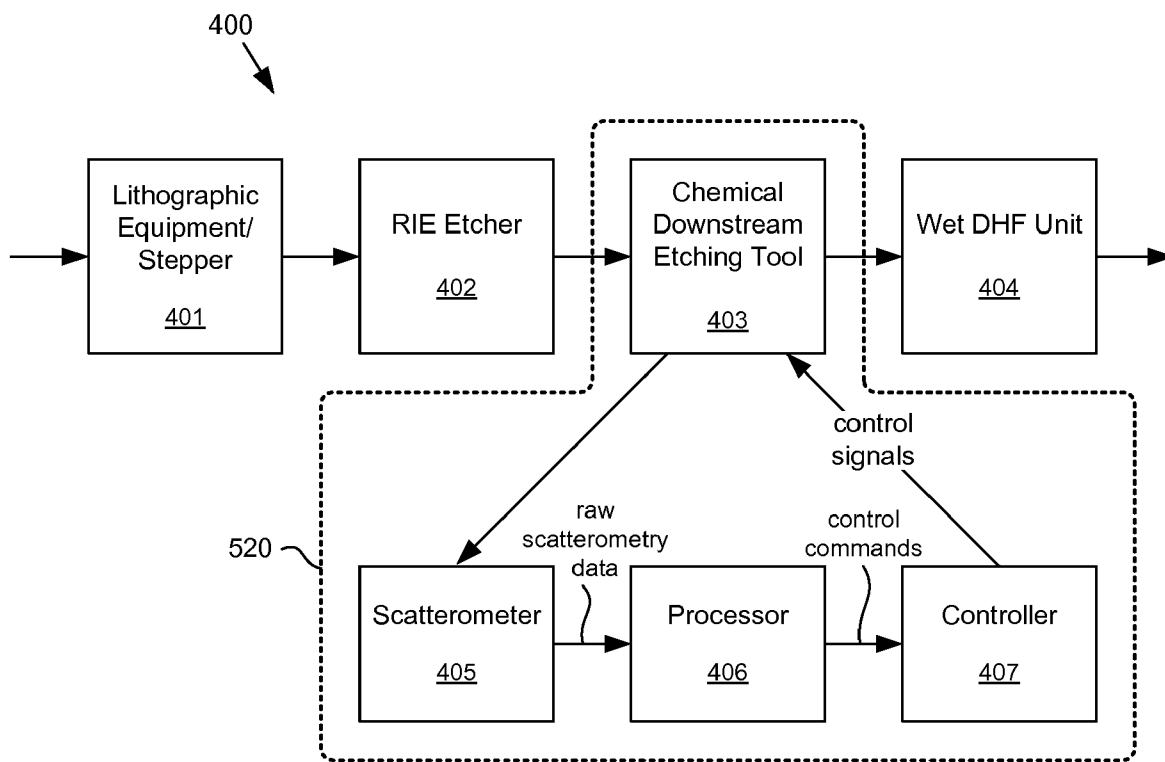 400
Lithographic
Equipment/
Stepper
401
RIE Etcher
402
Chemical
Downstream
Etching Tool
403
Wet DHF Unit
404
control
signals
520
raw
scatterometry
data
control
commands
Scatterometer
405
Processor
406
Controller
407